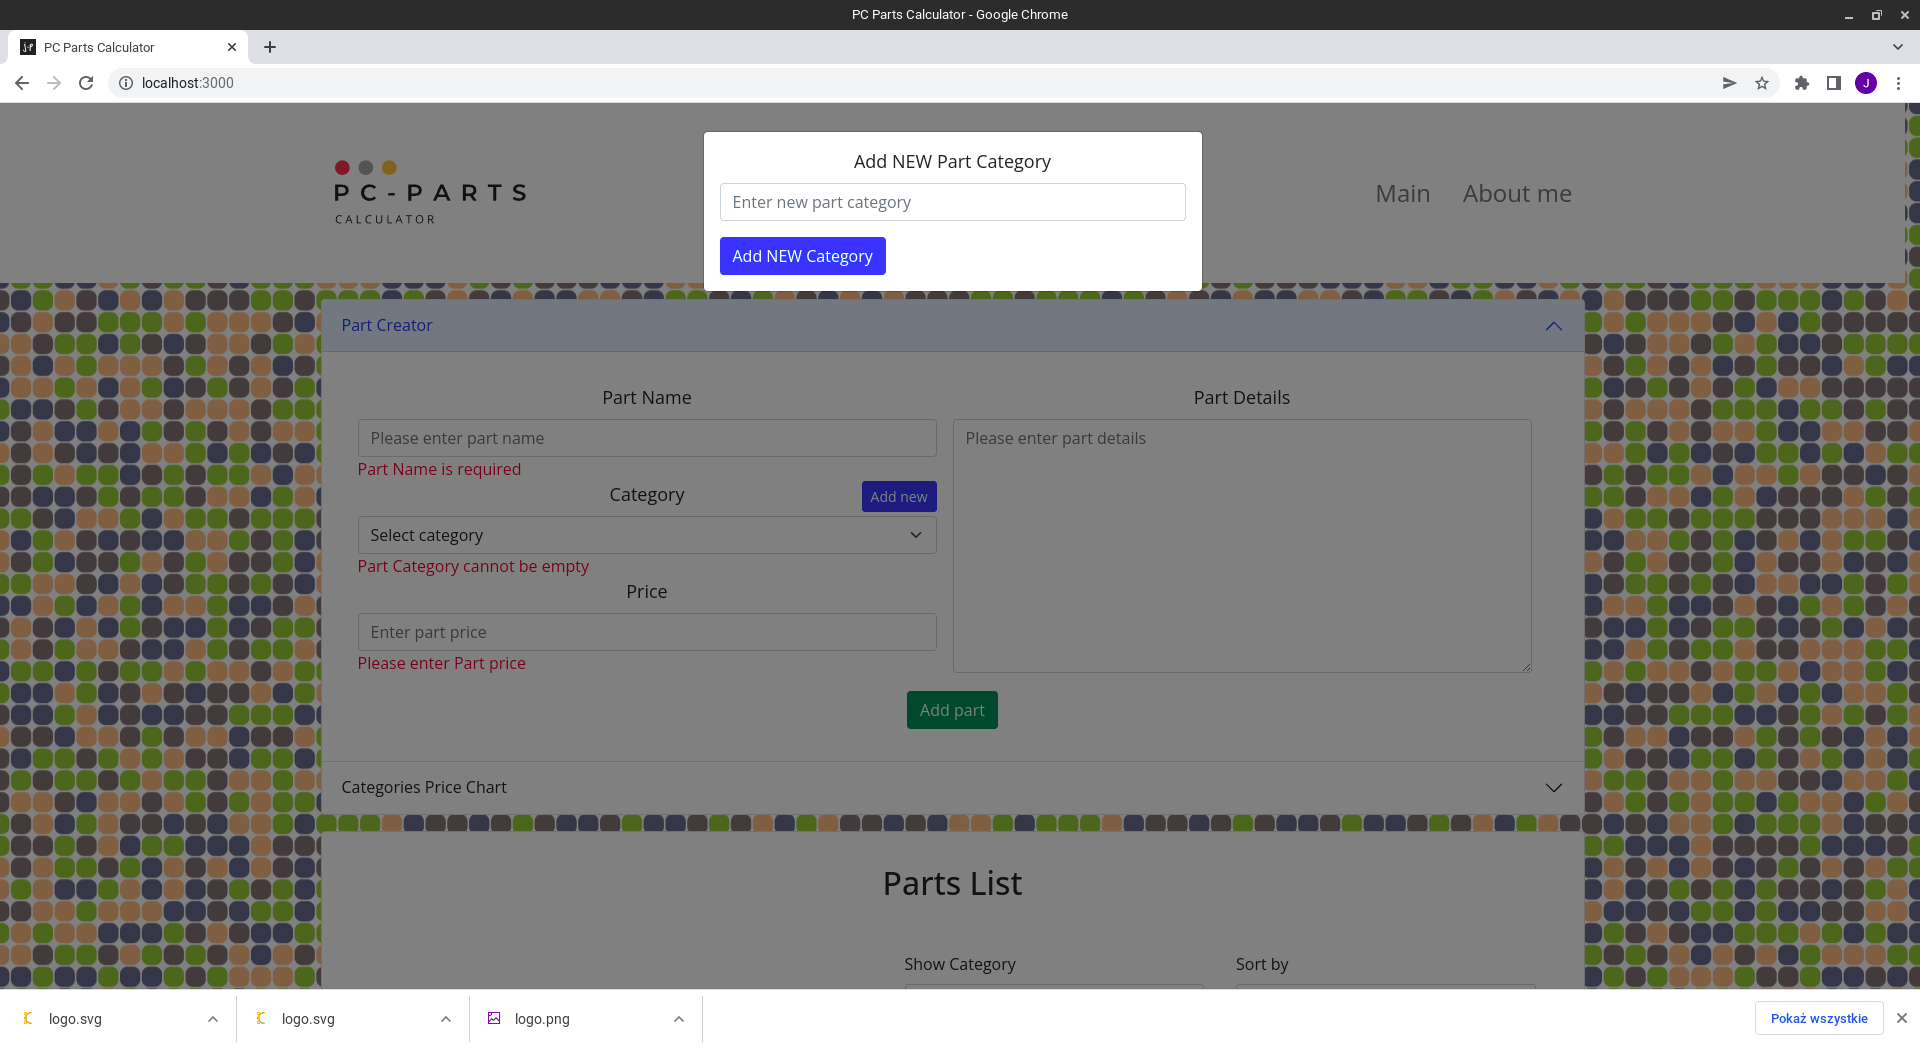 PC Parts Calculator - Google Chrome
PC Parts Calculator
localhost:3000
J
Add NEW Part Category
Enter new part category
Add NEW Category
PC-PARTS
CALCULATOR
Main About me
Part Creator
Part Name
Please enter part name
Part Name is required
Category
Add new
Select category
Part Category cannot be empty
Price
Enter part price
Please enter Part price
Part Details
Please enter part details
Add part
Categories Price Chart
Parts List
Show Category
Sort by
logo.svg
logo.svg
logo.png
Pokaż wszystkie